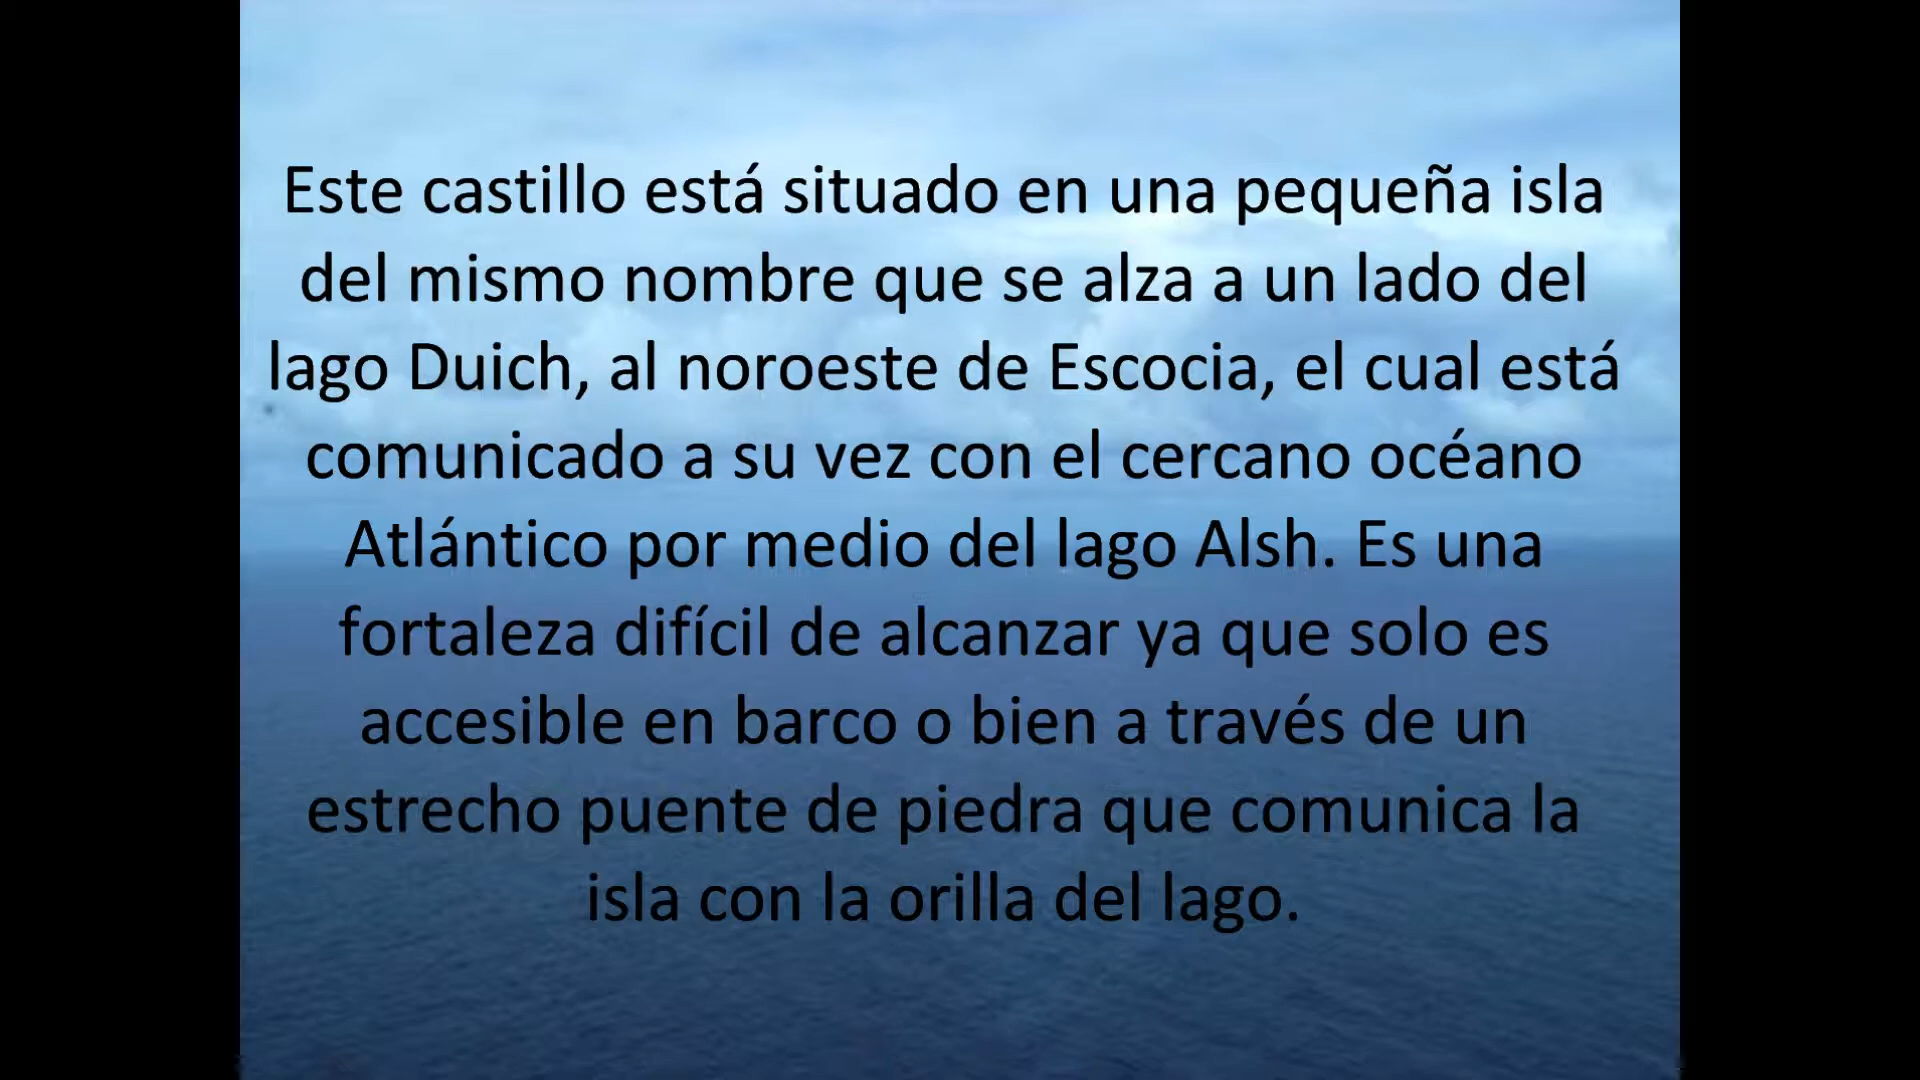 Este castillo está situado en una pequeña isla
del mismo nombre que se alza a un lado del
lago Duich, al noroeste de Escocia, el cual está
comunicado a su vez con el cercano océano
Atlántico por medio del lago Alsh. Es una
fortaleza difícil de alcanzar ya que solo es
accesible en barco o bien a través de un
estrecho puente de piedra que comunica la
isla con la orilla del lago.